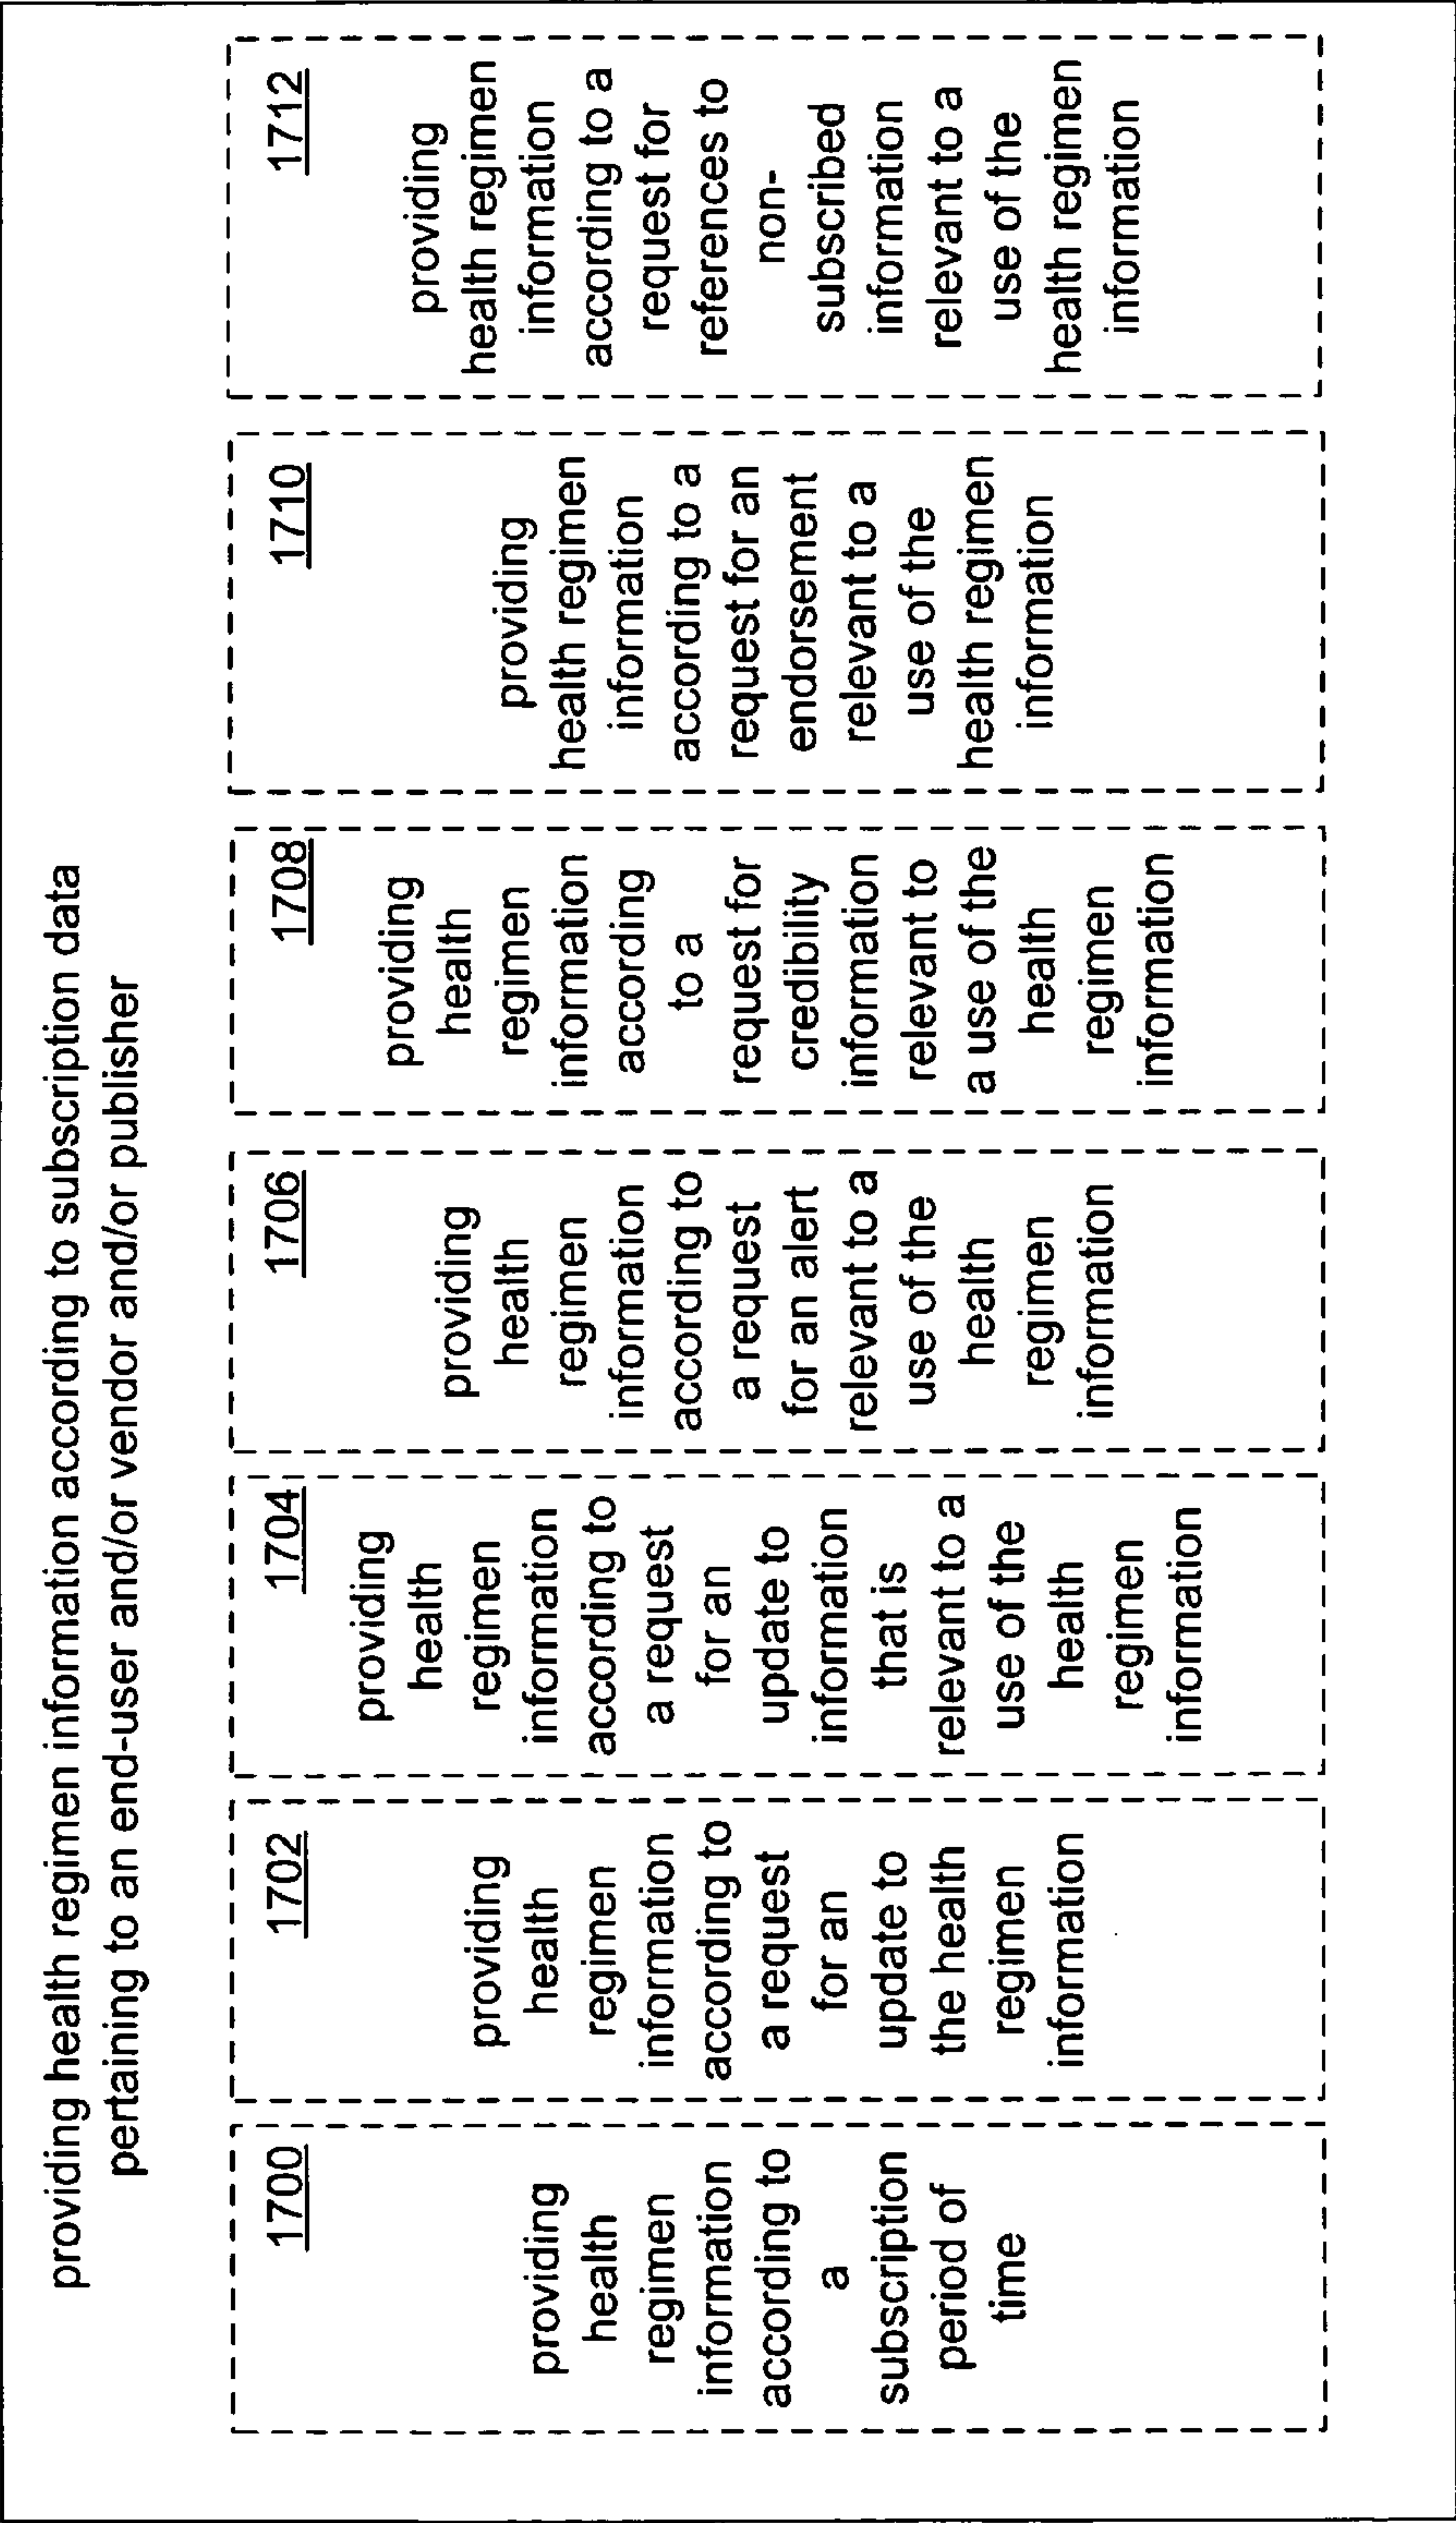 providing health regimen information according to subscription data
pertaining to an end-user and/or vendor and/or publisher
1700
providing
health
regimen
information
according to
a
subscription
period of
time
1702
providing
health
regimen
information
according to
a request
for an
update to
the health
regimen
information
1704
providing
health
regimen
information
according to
a request
for an
update to
information
that is
relevant to a
use of the
health
regimen
information
1706
providing
health
regimen
information
according to
a request
for an alert
relevant to a
use of the
health
regimen
information
1708
providing
health
regimen
information
according
to a
request for
credibility
information
relevant to
a use of the
health
regimen
information
1710
providing
health regimen
information
according to a
request for an
endorsement
relevant to a
use of the
health regimen
information
1712
providing
health regimen
information
according to a
request for
references to
non-
subscribed
information
relevant to a
use of the
health regimen
information